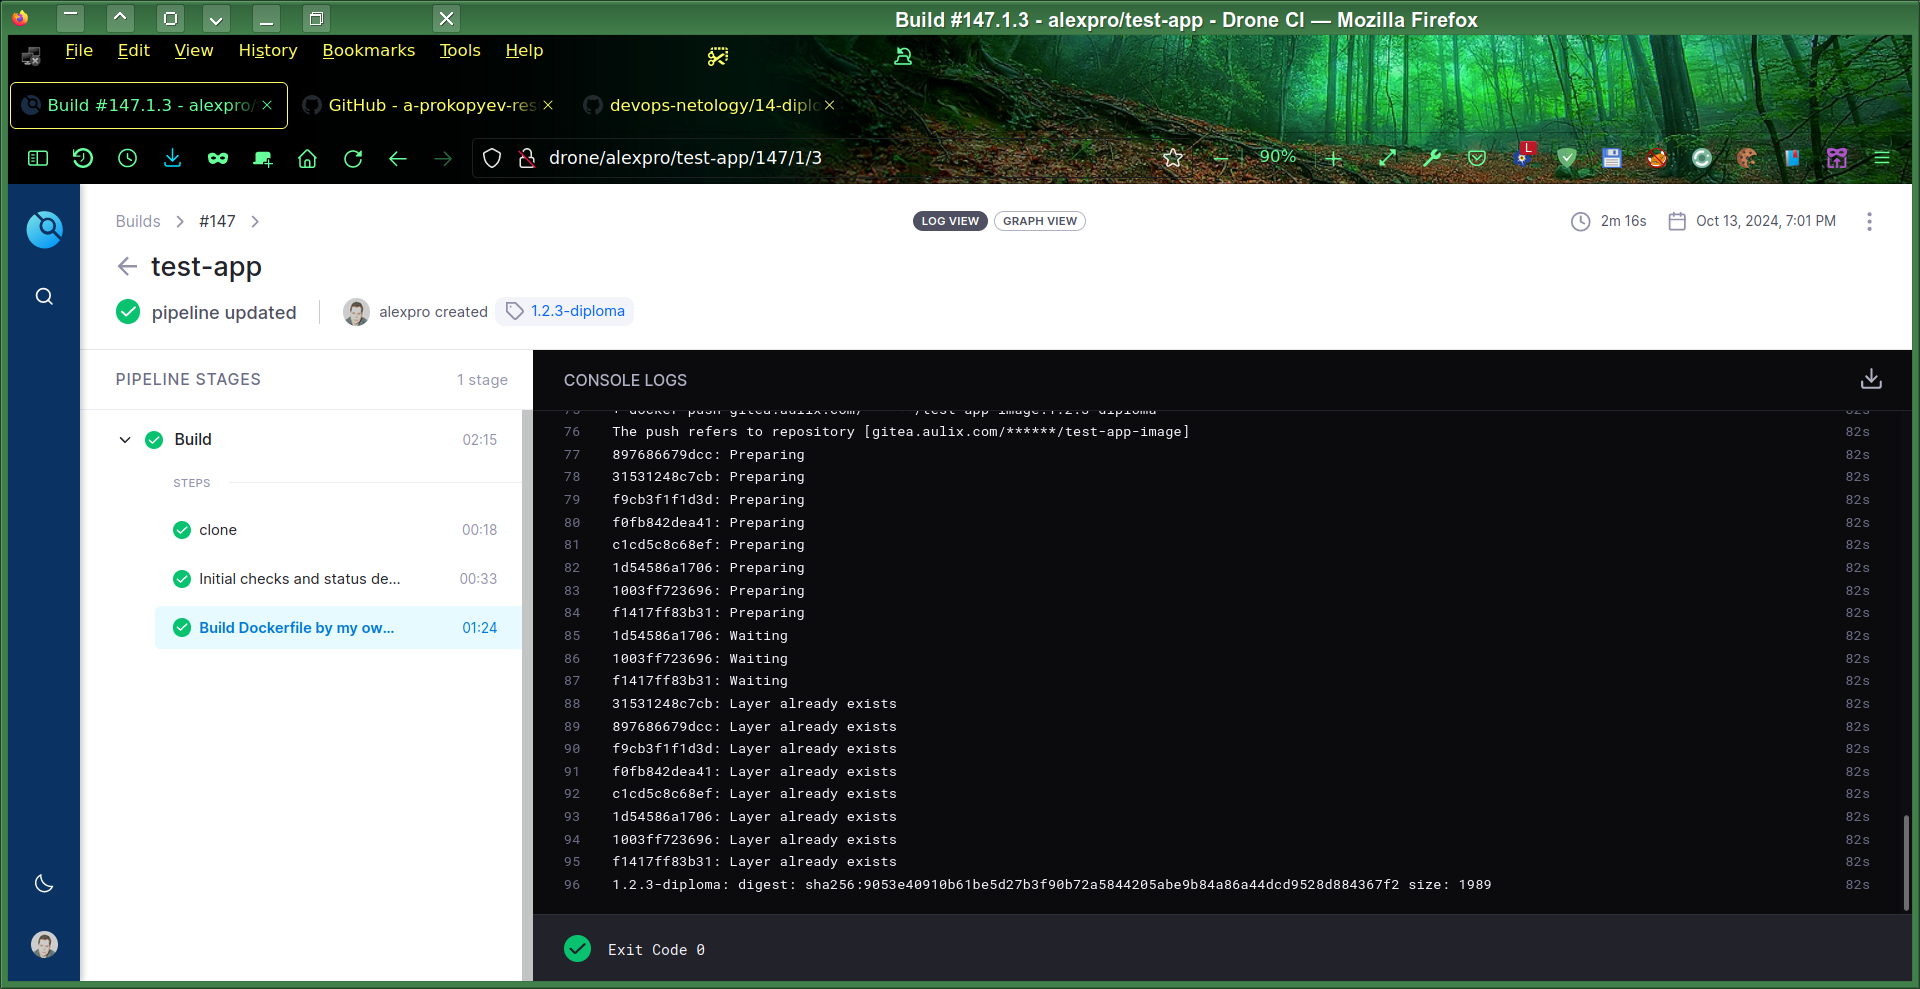 Build #147.1.3 - alexpro/test-app - Drone CI — Mozilla Firefox
File Edit View History Bookmarks Tools Help
Build #147.1.3 - alexpro/
GitHub - a-prokopyev-res
devops-netology/14-diplo
drone/alexpro/test-app/147/1/3
90%
L
Builds > #147 >
LOG VIEW GRAPH VIEW
2m 16s Oct 13, 2024, 7:01 PM
test-app
pipeline updated
alexpro created 1.2.3-diploma
PIPELINE STAGES 1 stage
Build 02:15
STEPS
clone 00:18
Initial checks and status de... 00:33
Build Dockerfile by my ow... 01:24
CONSOLE LOGS
76 The push refers to repository [gitea.aulix.com/******/test-app-image] 82s
77 897686679dcc: Preparing 82s
78 31531248c7cb: Preparing 82s
79 f9cb3f1f1d3d: Preparing 82s
80 f0fb842dea41: Preparing 82s
81 c1cd5c8c68ef: Preparing 82s
82 1d54586a1706: Preparing 82s
83 1003ff723696: Preparing 82s
84 f1417ff83b31: Preparing 82s
85 1d54586a1706: Waiting 82s
86 1003ff723696: Waiting 82s
87 f1417ff83b31: Waiting 82s
88 31531248c7cb: Layer already exists 82s
89 897686679dcc: Layer already exists 82s
90 f9cb3f1f1d3d: Layer already exists 82s
91 f0fb842dea41: Layer already exists 82s
92 c1cd5c8c68ef: Layer already exists 82s
93 1d54586a1706: Layer already exists 82s
94 1003ff723696: Layer already exists 82s
95 f1417ff83b31: Layer already exists 82s
96 1.2.3-diploma: digest: sha256:9053e40910b61be5d27b3f90b72a5844205abe9b84a86a44dcd9528d884367f2 size: 1989 82s
Exit Code 0